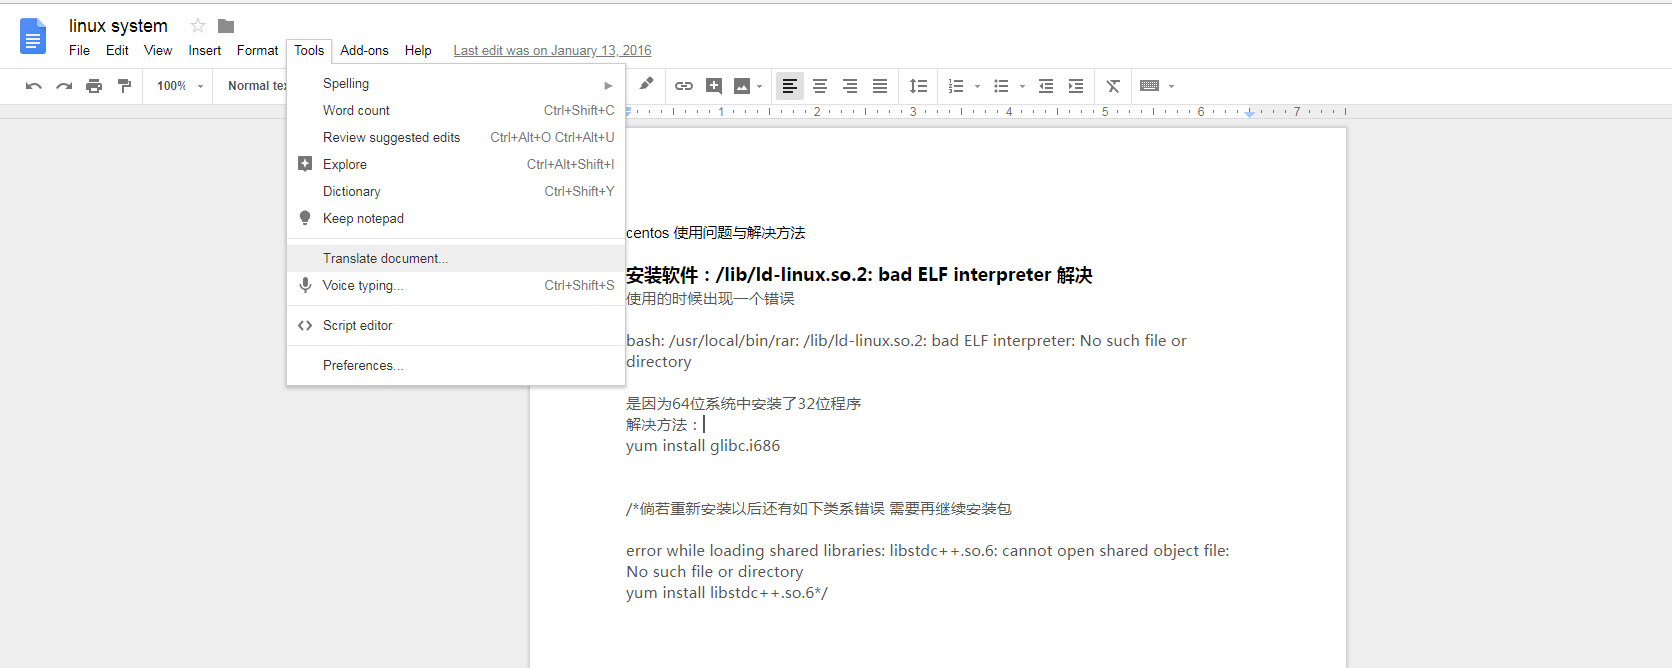 linux system
File Edit View Insert Format Tools Add-ons Help Last edit was on January 13, 2016
100% Normal tex
Spelling
Word count Ctrl+Shift+C
Review suggested edits Ctrl+Alt+O Ctrl+Alt+U
Explore Ctrl+Alt+Shift+I
Dictionary Ctrl+Shift+Y
Keep notepad
Translate document...
Voice typing... Ctrl+Shift+S
Script editor
Preferences...
1 2 3 4 5 6 7
centos 使用问题与解决方法
安装软件：/lib/ld-linux.so.2: bad ELF interpreter 解决
使用的时候出现一个错误
bash: /usr/local/bin/rar: /lib/ld-linux.so.2: bad ELF interpreter: No such file or
directory
是因为64位系统中安装了32位程序
解决方法：
yum install glibc.i686
/*倘若重新安装以后还有如下类系错误 需要再继续安装包
error while loading shared libraries: libstdc++.so.6: cannot open shared object file:
No such file or directory
yum install libstdc++.so.6*/